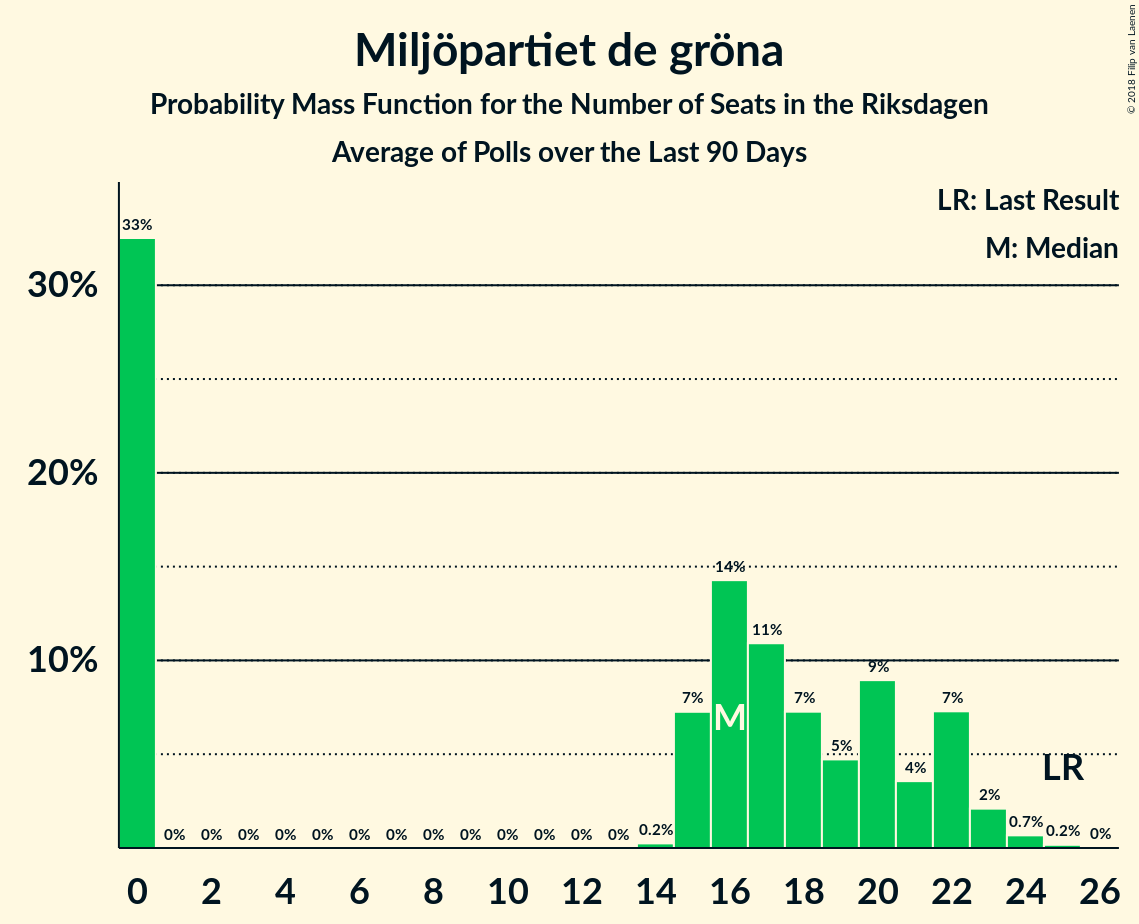 Miljöpartiet de gröna
Probability Mass Function for the Number of Seats in the Riksdagen
Average of Polls over the Last 90 Days
© 2018 Filip van Laenen
LR: Last Result
M: Median
33%
30%
20%
14%
11%
10%
9%
7%
M
7%
7%
5%
LR
4%
2%
0% 0% 0% 0% 0% 0% 0% 0% 0% 0% 0% 0% 0% 0.2% 0.7% 0.2% 0%
0 2 4 6 8 10 12 14 16 18 20 22 24 26